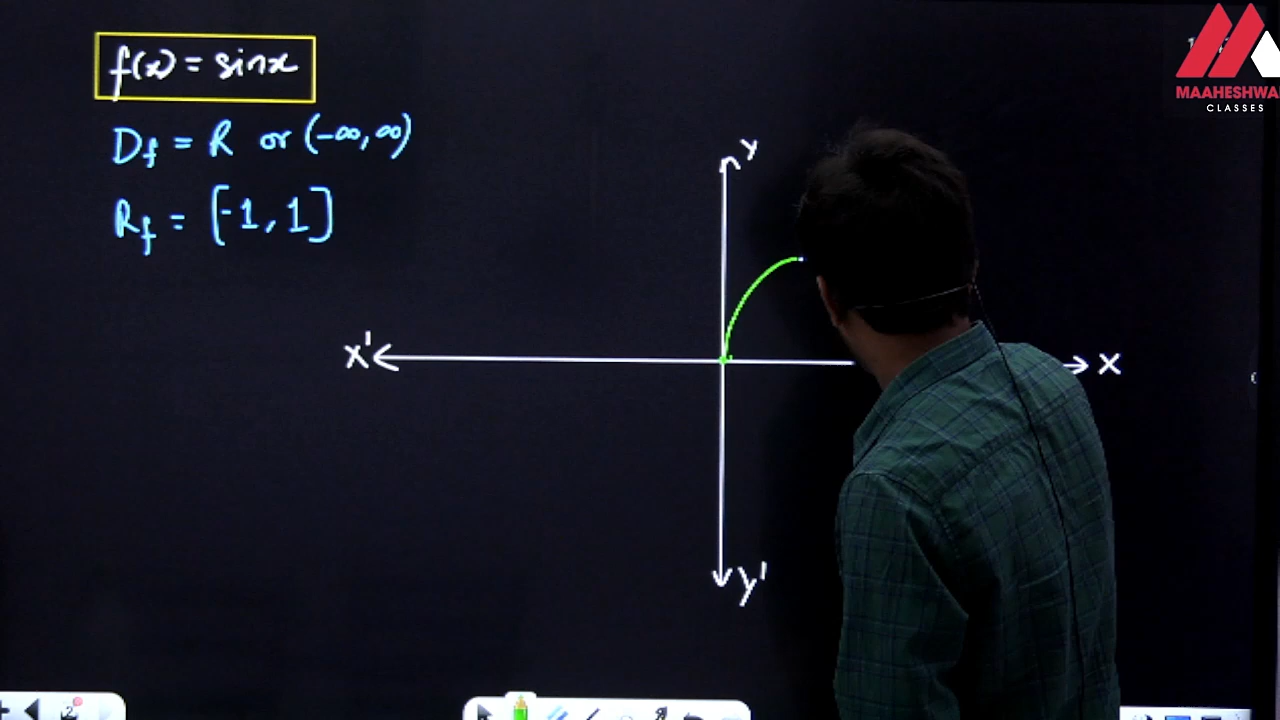 f(x) = sinx
Df = R or (-∞, ∞)
Rf = [-1, 1]
Y
X'
X
Y'
MAAHESHWA
CLASSES